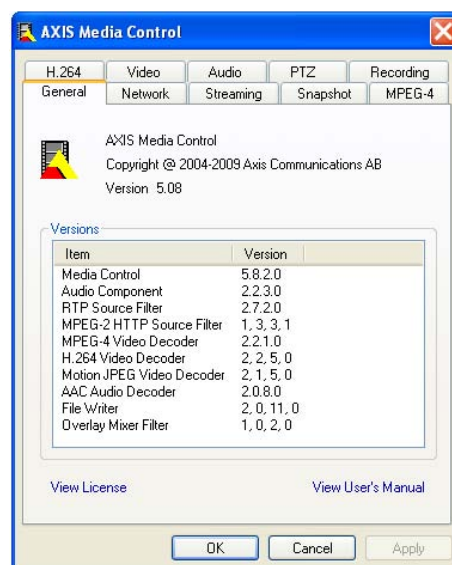 AXIS Media Control
H.264 Video Audio PTZ Recording
General Network Streaming Snapshot MPEG-4
AXIS Media Control
Copyright @ 2004-2009 Axis Communications AB
Version 5.08
Versions
Item Version
Media Control 5.8.2.0
Audio Component 2.2.3.0
RTP Source Filter 2.7.2.0
MPEG-2 HTTP Source Filter 1, 3, 3, 1
MPEG-4 Video Decoder 2.2.1.0
H.264 Video Decoder 2, 2, 5, 0
Motion JPEG Video Decoder 2, 1, 5, 0
AAC Audio Decoder 2.0.8.0
File Writer 2, 0, 11, 0
Overlay Mixer Filter 1, 0, 2, 0
View License View User's Manual
OK Cancel Apply